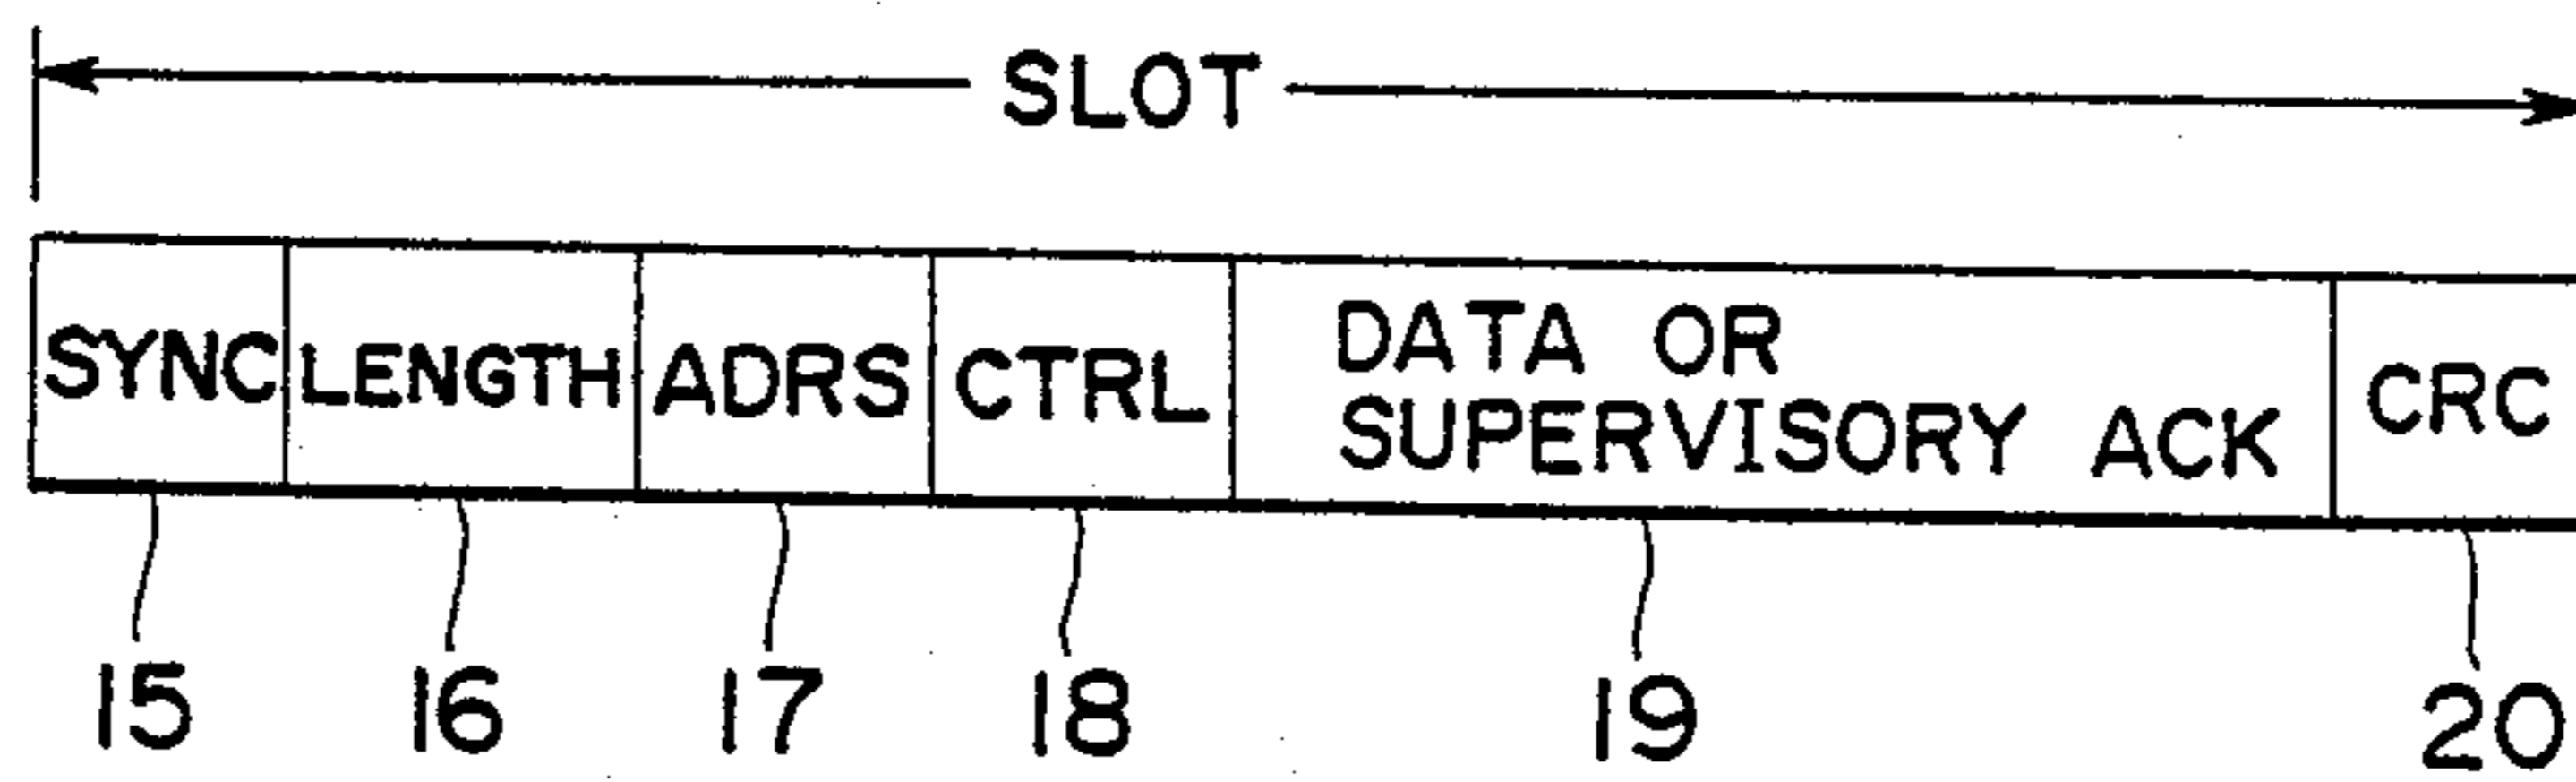 SLOT
SYNC LENGTH ADRS CTRL DATA OR SUPERVISORY ACK CRC
15 16 17 18 19 20